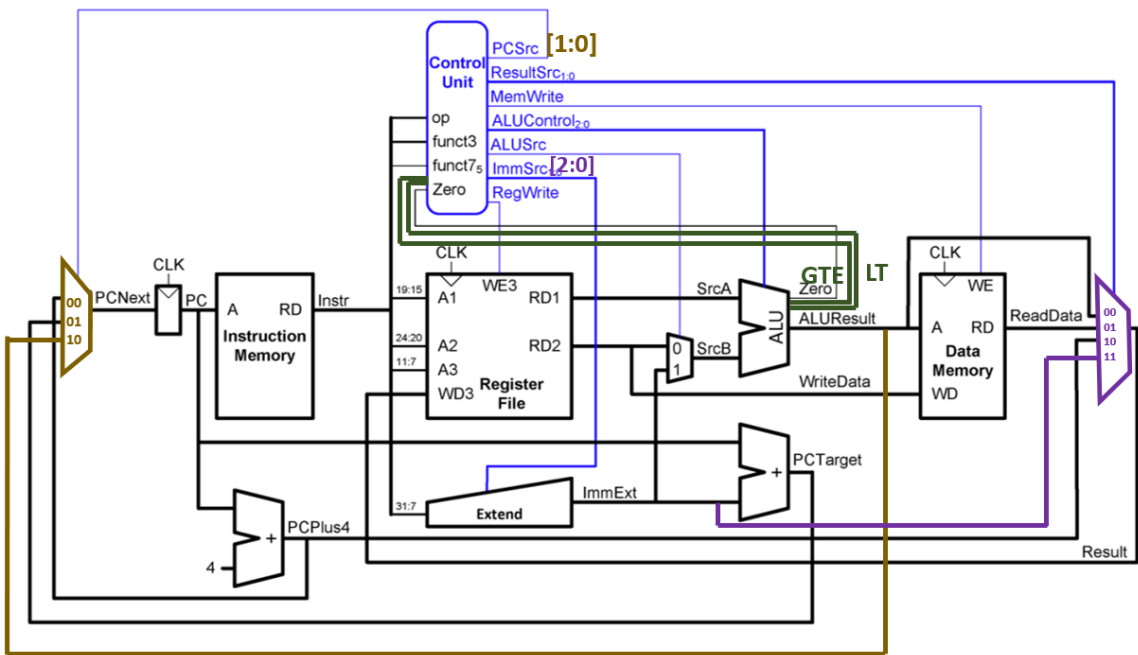 PCSrc [1:0]
Control
Unit
ResultSrc1:0
MemWrite
ALUControl2:0
ALUSrc
ImmSrc [2:0]
RegWrite
op
funct3
funct75
Zero
CLK
PCNext
PC
00
01
10
A
RD
Instruction
Memory
Instr
19:15
24:20
11:7
31:7
CLK
WE3
A1
RD1
A2
RD2
A3
WD3
Register
File
0
1
SrcA
SrcB
ALU
GTE
LT
Zero
ALUResult
WriteData
CLK
WE
A
RD
Data
Memory
WD
ReadData
00
01
10
11
PCTarget
+
ImmExt
Extend
PCPlus4
+
4
Result